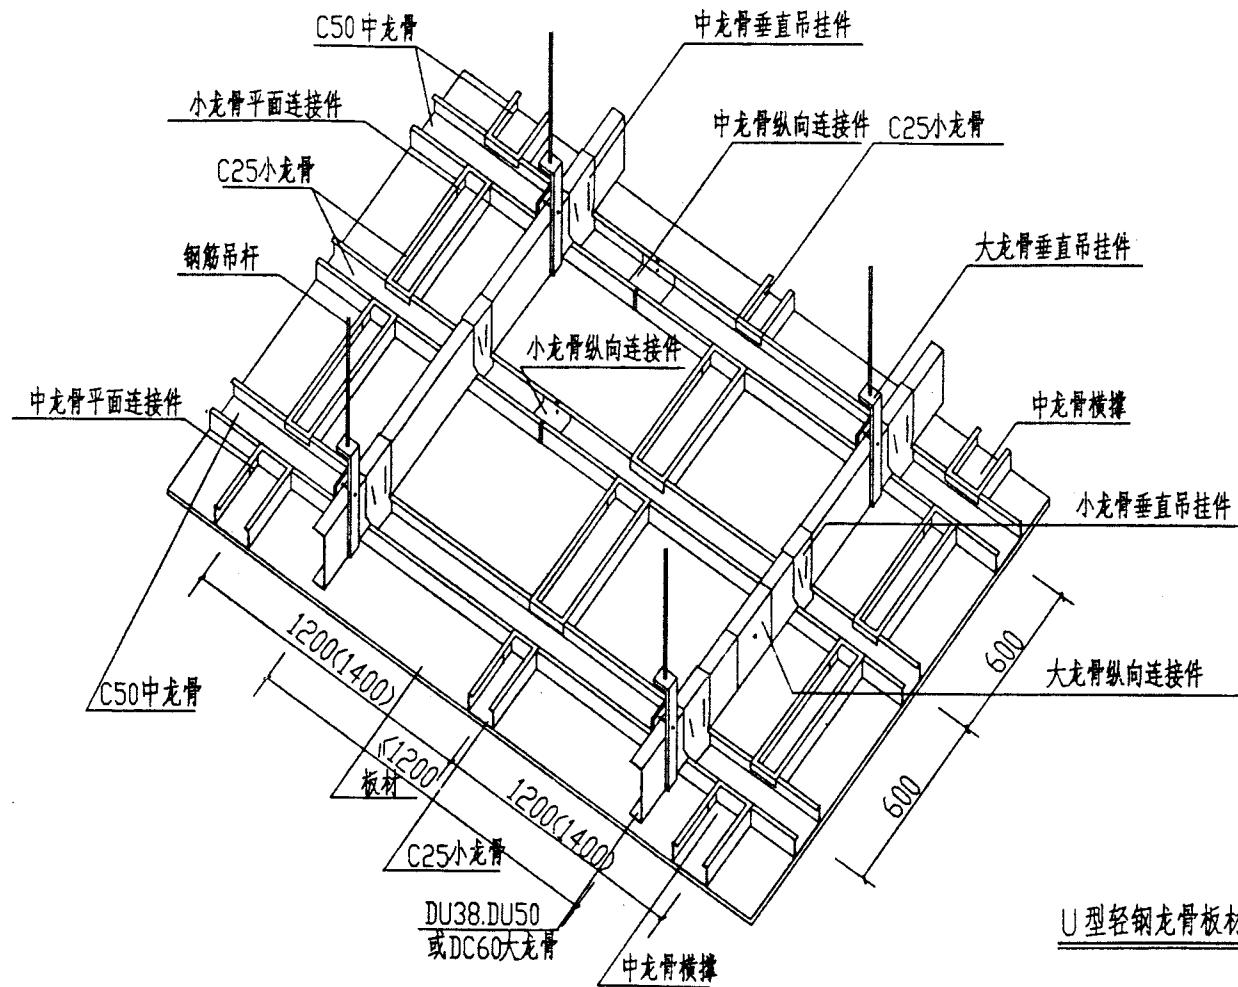 C50中龙骨
中龙骨垂直吊挂件
小龙骨平面连接件
中龙骨纵向连接件
C25小龙骨
C25小龙骨
钢筋吊杆
大龙骨垂直吊挂件
小龙骨纵向连接件
中龙骨平面连接件
中龙骨横撑
小龙骨垂直吊挂件
1200(1400)
600
大龙骨纵向连接件
C50中龙骨
<1200
板材
1200(1400)
600
C25小龙骨
DU38.DU50
或DC60大龙骨
中龙骨横撑
U型轻钢龙骨板材